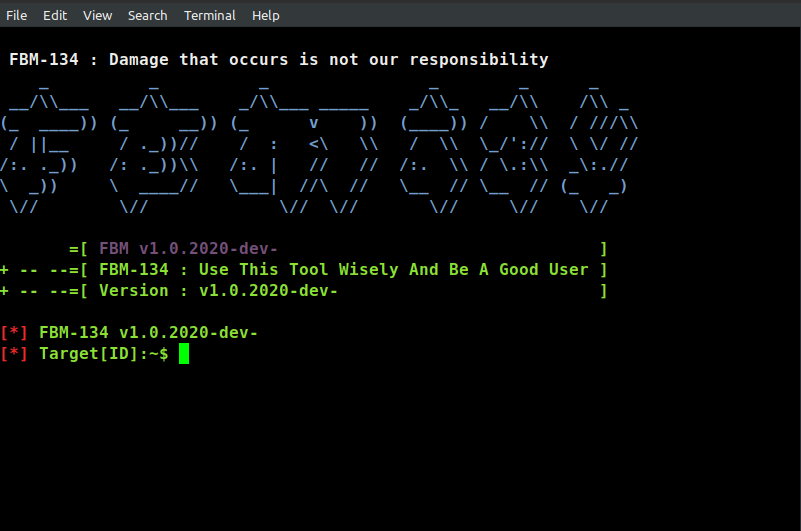 File Edit View Search Terminal Help
FBM-134 : Damage that occurs is not our responsibility
=[ FBM v1.0.2020-dev- ]
+ -- --=[ FBM-134 : Use This Tool Wisely And Be A Good User ]
+ -- --=[ Version : v1.0.2020-dev- ]
[*] FBM-134 v1.0.2020-dev-
[*] Target[ID]:~$